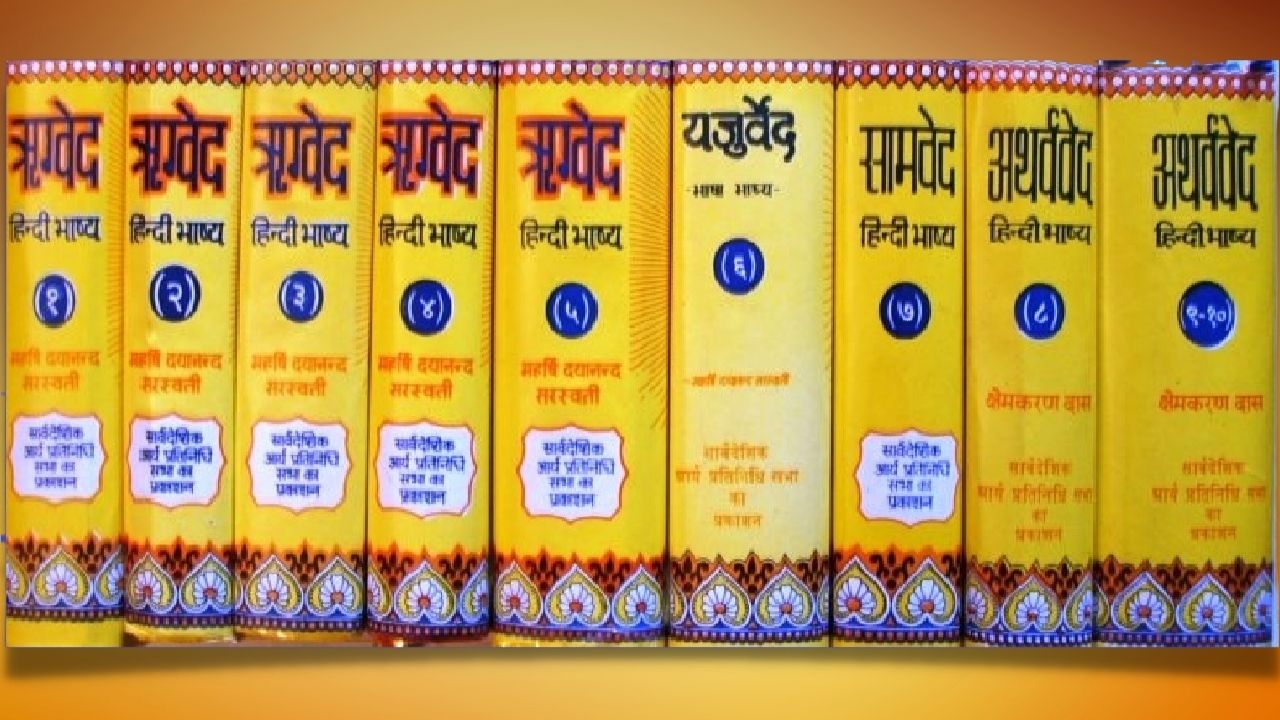 ऋग्वेद
हिन्दी भाष्य
(१)
महर्षि दयानन्द
सरस्वती
सार्वदेशिक
आर्य प्रतिनिधि
सभा का
प्रकाशन
ऋग्वेद
हिन्दी भाष्य
(२)
महर्षि दयानन्द
सरस्वती
सार्वदेशिक
आर्य प्रतिनिधि
सभा का
प्रकाशन
ऋग्वेद
हिन्दी भाष्य
(३)
महर्षि दयानन्द
सरस्वती
सार्वदेशिक
आर्य प्रतिनिधि
सभा का
प्रकाशन
ऋग्वेद
हिन्दी भाष्य
(४)
महर्षि दयानन्द
सरस्वती
सार्वदेशिक
आर्य प्रतिनिधि
सभा का
प्रकाशन
ऋग्वेद
हिन्दी भाष्य
(५)
महर्षि दयानन्द
सरस्वती
सार्वदेशिक
आर्य प्रतिनिधि
सभा का
प्रकाशन
यजुर्वेद
-भाषा भाष्य-
(६)
-महर्षि दयानन्द सरस्वती
सार्वदेशिक
आर्य प्रतिनिधि सभा
का
प्रकाशन
सामवेद
हिन्दी भाष्य
(७)
सार्वदेशिक
आर्य प्रतिनिधि
सभा का
प्रकाशन
अथर्ववेद
हिन्दी भाष्य
(८)
क्षेमकरण दास
सार्वदेशिक
आर्य प्रतिनिधि सभा
का
प्रकाशन
अथर्ववेद
हिन्दी भाष्य
(९-१०)
क्षेमकरण दास
सार्वदेशिक
आर्य प्रतिनिधि सभा
का
प्रकाशन